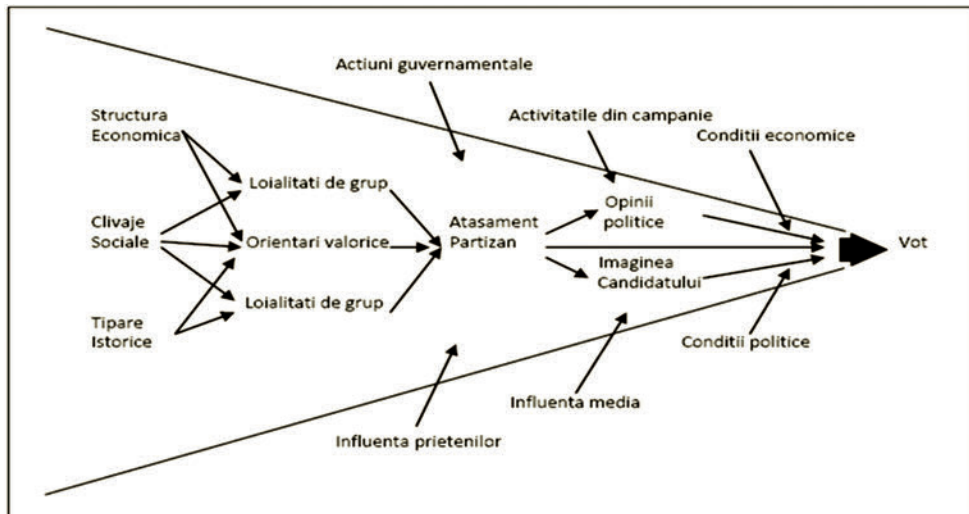 Actiuni guvernamentale
Structura
Economica
Activitatile din campanie
Conditii economice
Loialitati de grup
Opinii
politice
Clivaje
Sociale
Orientari valorice
Atasament
Partizan
Vot
Imaginea
Candidatului
Loialitati de grup
Tipare
Istorice
Conditii politice
Influenta media
Influenta prietenilor